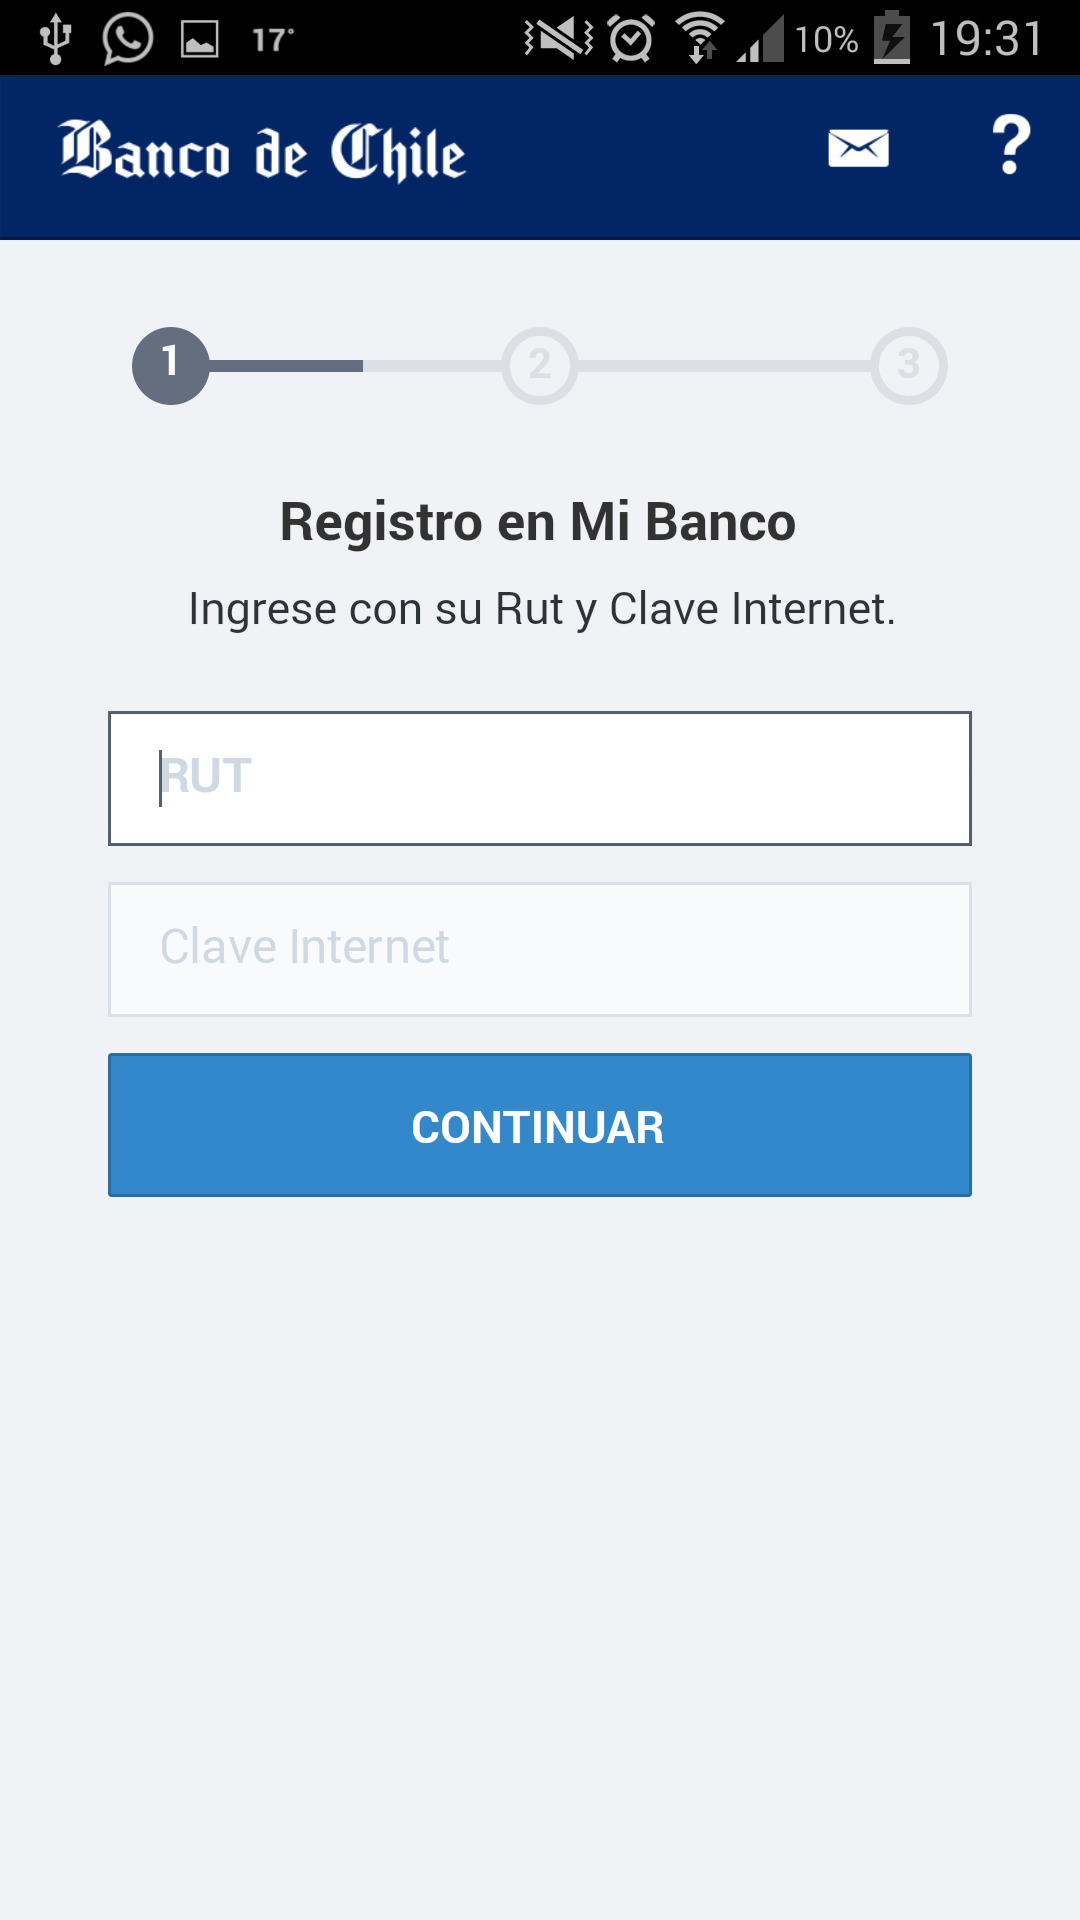 17° 10% 19:31
Banco de Chile ?
1 2 3
Registro en Mi Banco
Ingrese con su Rut y Clave Internet.
RUT
Clave Internet
CONTINUAR